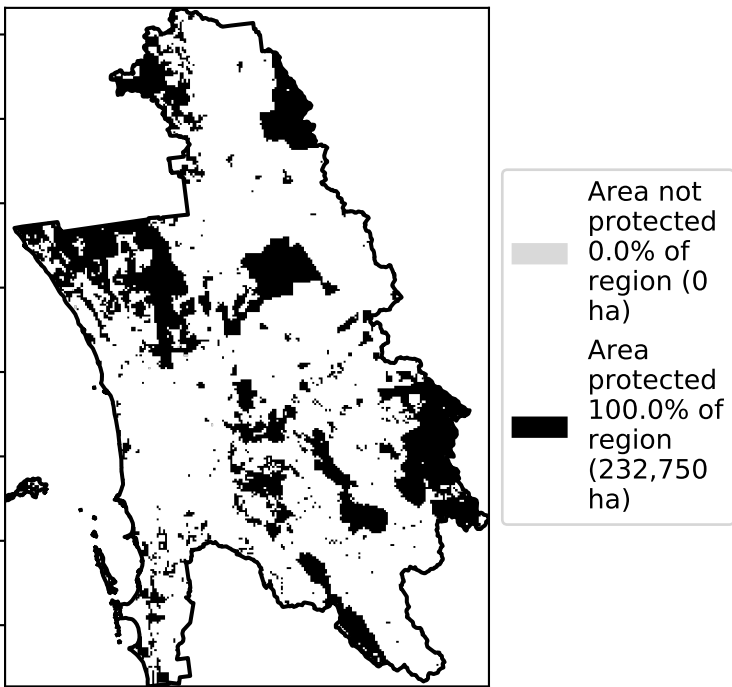 Area not
protected
0.0% of
region (0
ha)
Area
protected
100.0% of
region
(232,750
ha)